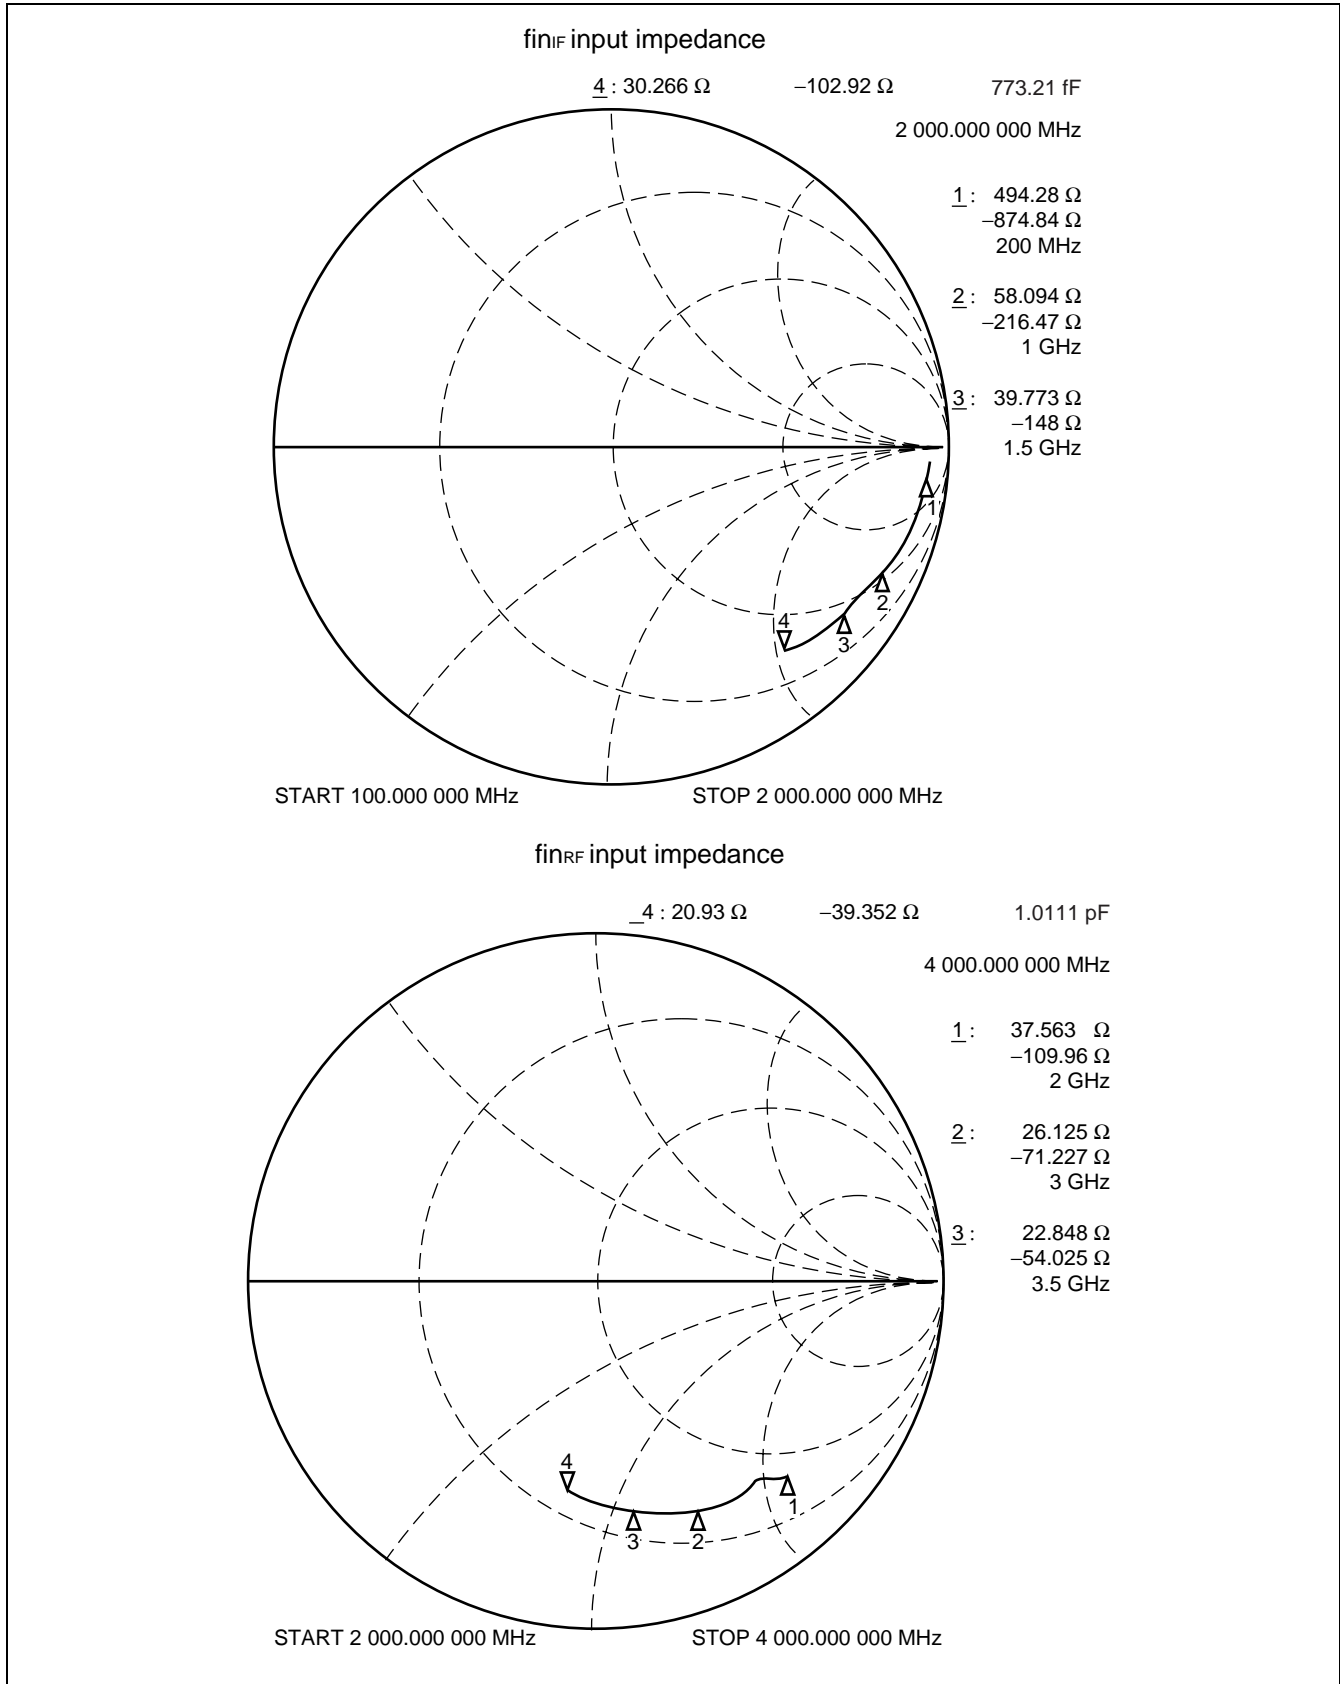 finIF input impedance
4 : 30.266 Ω −102.92 Ω 773.21 fF
2 000.000 000 MHz
1 : 494.28 Ω
−874.84 Ω
200 MHz
2 : 58.094 Ω
−216.47 Ω
1 GHz
3 : 39.773 Ω
−148 Ω
1.5 GHz
1
2
4
3
START 100.000 000 MHz STOP 2 000.000 000 MHz
finRF input impedance
4 : 20.93 Ω −39.352 Ω 1.0111 pF
4 000.000 000 MHz
1 : 37.563 Ω
−109.96 Ω
2 GHz
2 : 26.125 Ω
−71.227 Ω
3 GHz
3 : 22.848 Ω
−54.025 Ω
3.5 GHz
4
1
3
2
START 2 000.000 000 MHz STOP 4 000.000 000 MHz